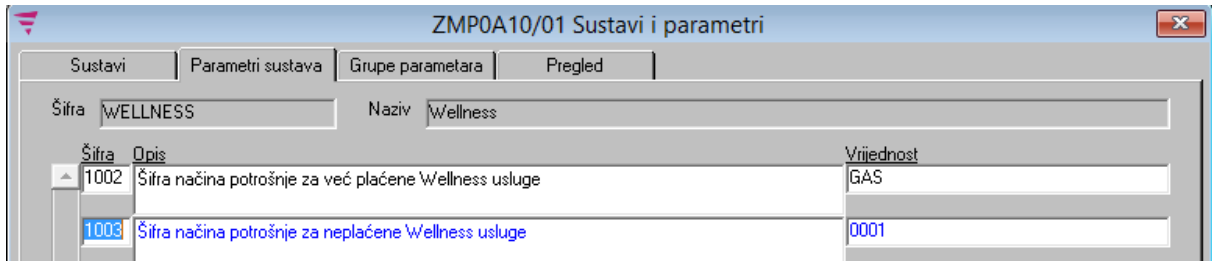 ZMP0A10/01 Sustavi i parametri
Sustavi Parametri sustava Grupe parametara Pregled
Šifra WELLNESS Naziv Wellness
Šifra Opis Vrijednost
1002 Šifra načina potrošnje za već plaćene Wellness usluge GAS
1003 Šifra načina potrošnje za neplaćene Wellness usluge 0001